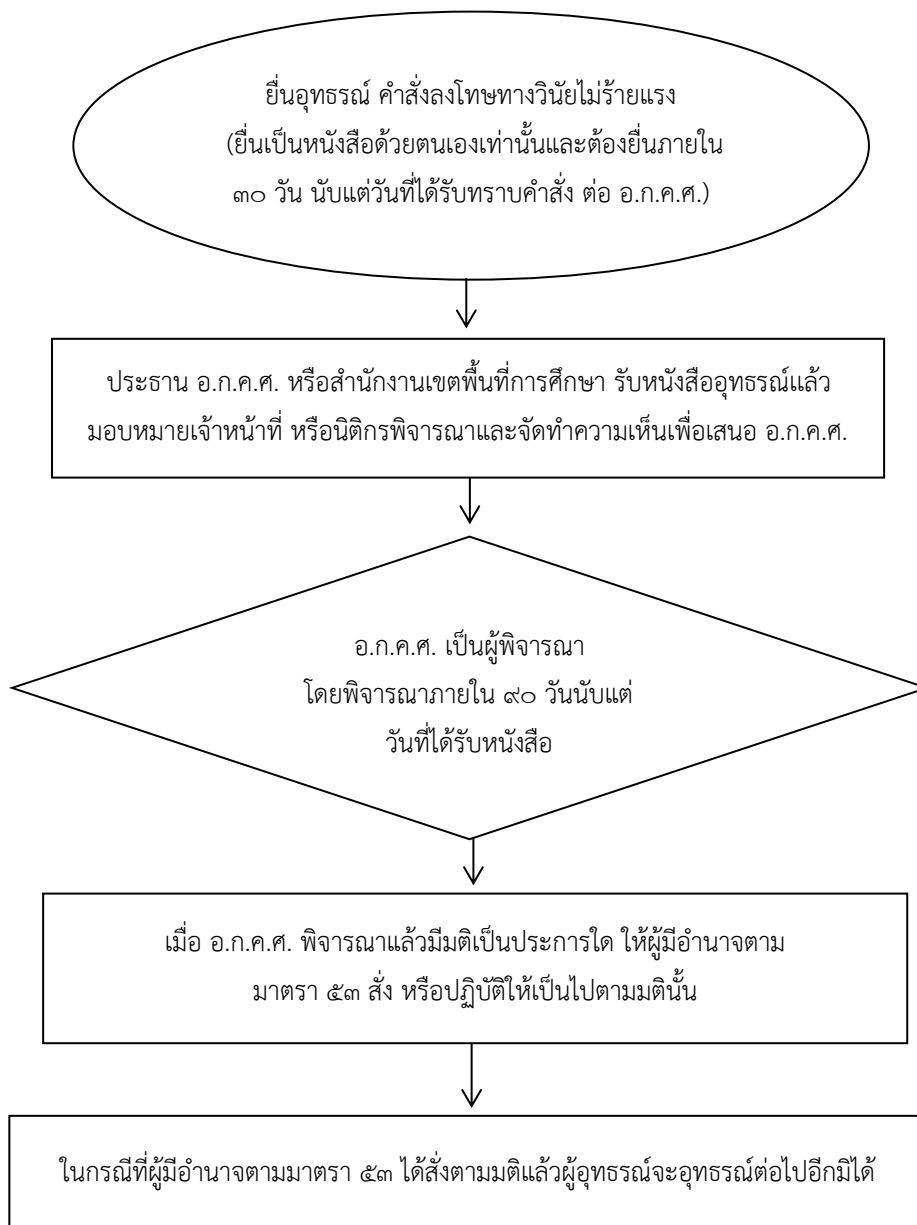 ยื่นอุทธรณ์ คำสั่งลงโทษทางวินัยไม่ร้ายแรง
(ยื่นเป็นหนังสือด้วยตนเองเท่านั้นและต้องยื่นภายใน
๓๐ วัน นับแต่วันที่ได้รับทราบคำสั่ง ต่อ อ.ก.ค.ศ.)
ประธาน อ.ก.ค.ศ. หรือสำนักงานเขตพื้นที่การศึกษา รับหนังสืออุทธรณ์แล้ว
มอบหมายเจ้าหน้าที่ หรือนิติกรพิจารณาและจัดทำความเห็นเพื่อเสนอ อ.ก.ค.ศ.
อ.ก.ค.ศ. เป็นผู้พิจารณา
โดยพิจารณาภายใน ๙๐ วันนับแต่
วันที่ได้รับหนังสือ
เมื่อ อ.ก.ค.ศ. พิจารณาแล้วมีมติเป็นประการใด ให้ผู้มีอำนาจตาม
มาตรา ๕๓ สั่ง หรือปฏิบัติให้เป็นไปตามมตินั้น
ในกรณีที่ผู้มีอำนาจตามมาตรา ๕๓ ได้สั่งตามมติแล้วผู้อุทธรณ์จะอุทธรณ์ต่อไปอีกมิได้